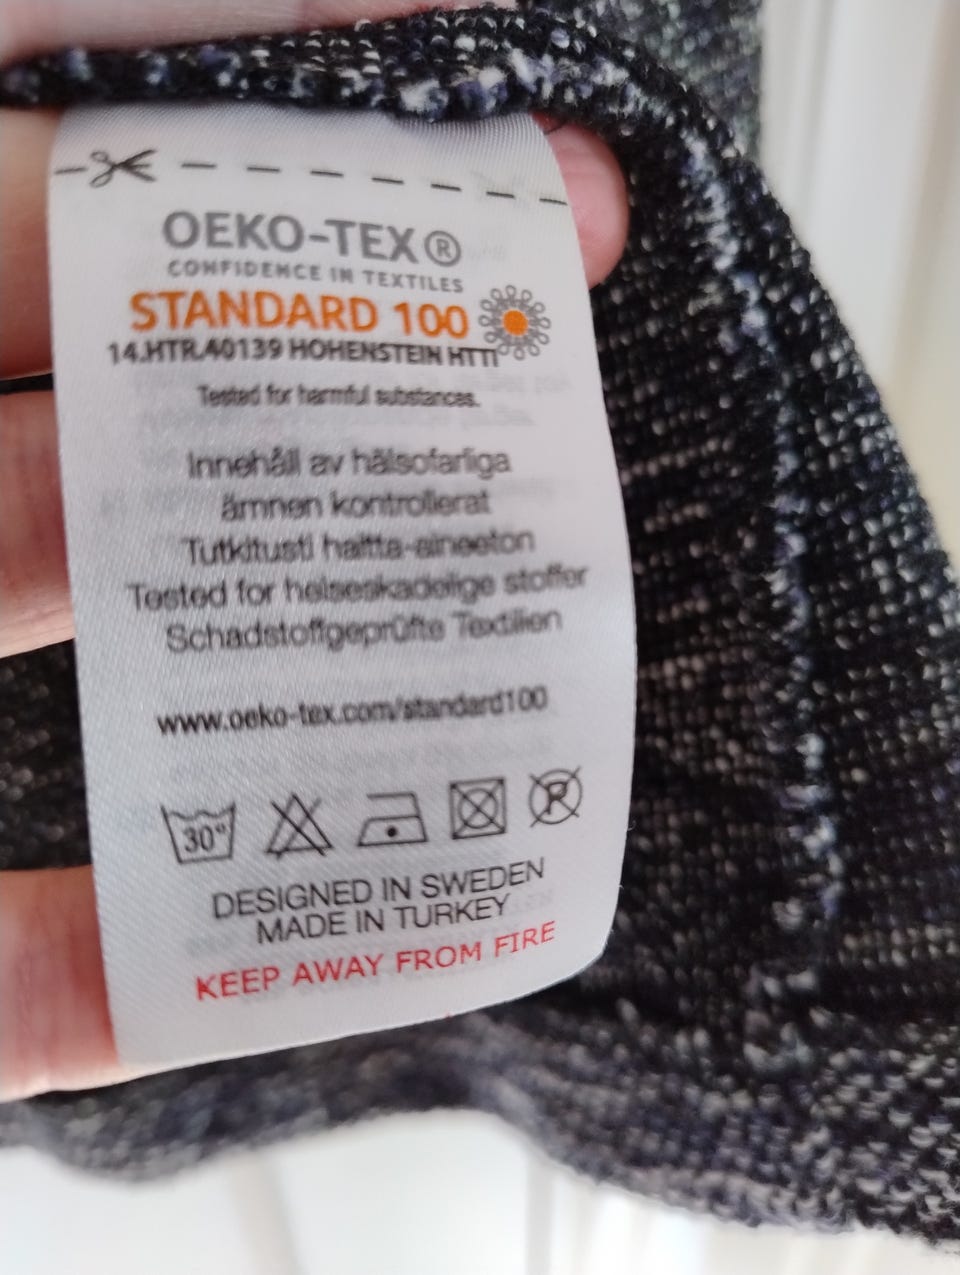 OEKO-TEX®
CONFIDENCE IN TEXTILES
STANDARD 100
14.HTR.40139 HOHENSTEIN HTTI
Tested for harmful substances.
Innehåll av hälsofarliga
ämnen kontrollerat
Tutkitusti haitta-aineeton
Tested for helseskadelige stoffer
Schadstoffgeprüfte Textilien
www.oeko-tex.com/standard100
30° P
DESIGNED IN SWEDEN
MADE IN TURKEY
KEEP AWAY FROM FIRE